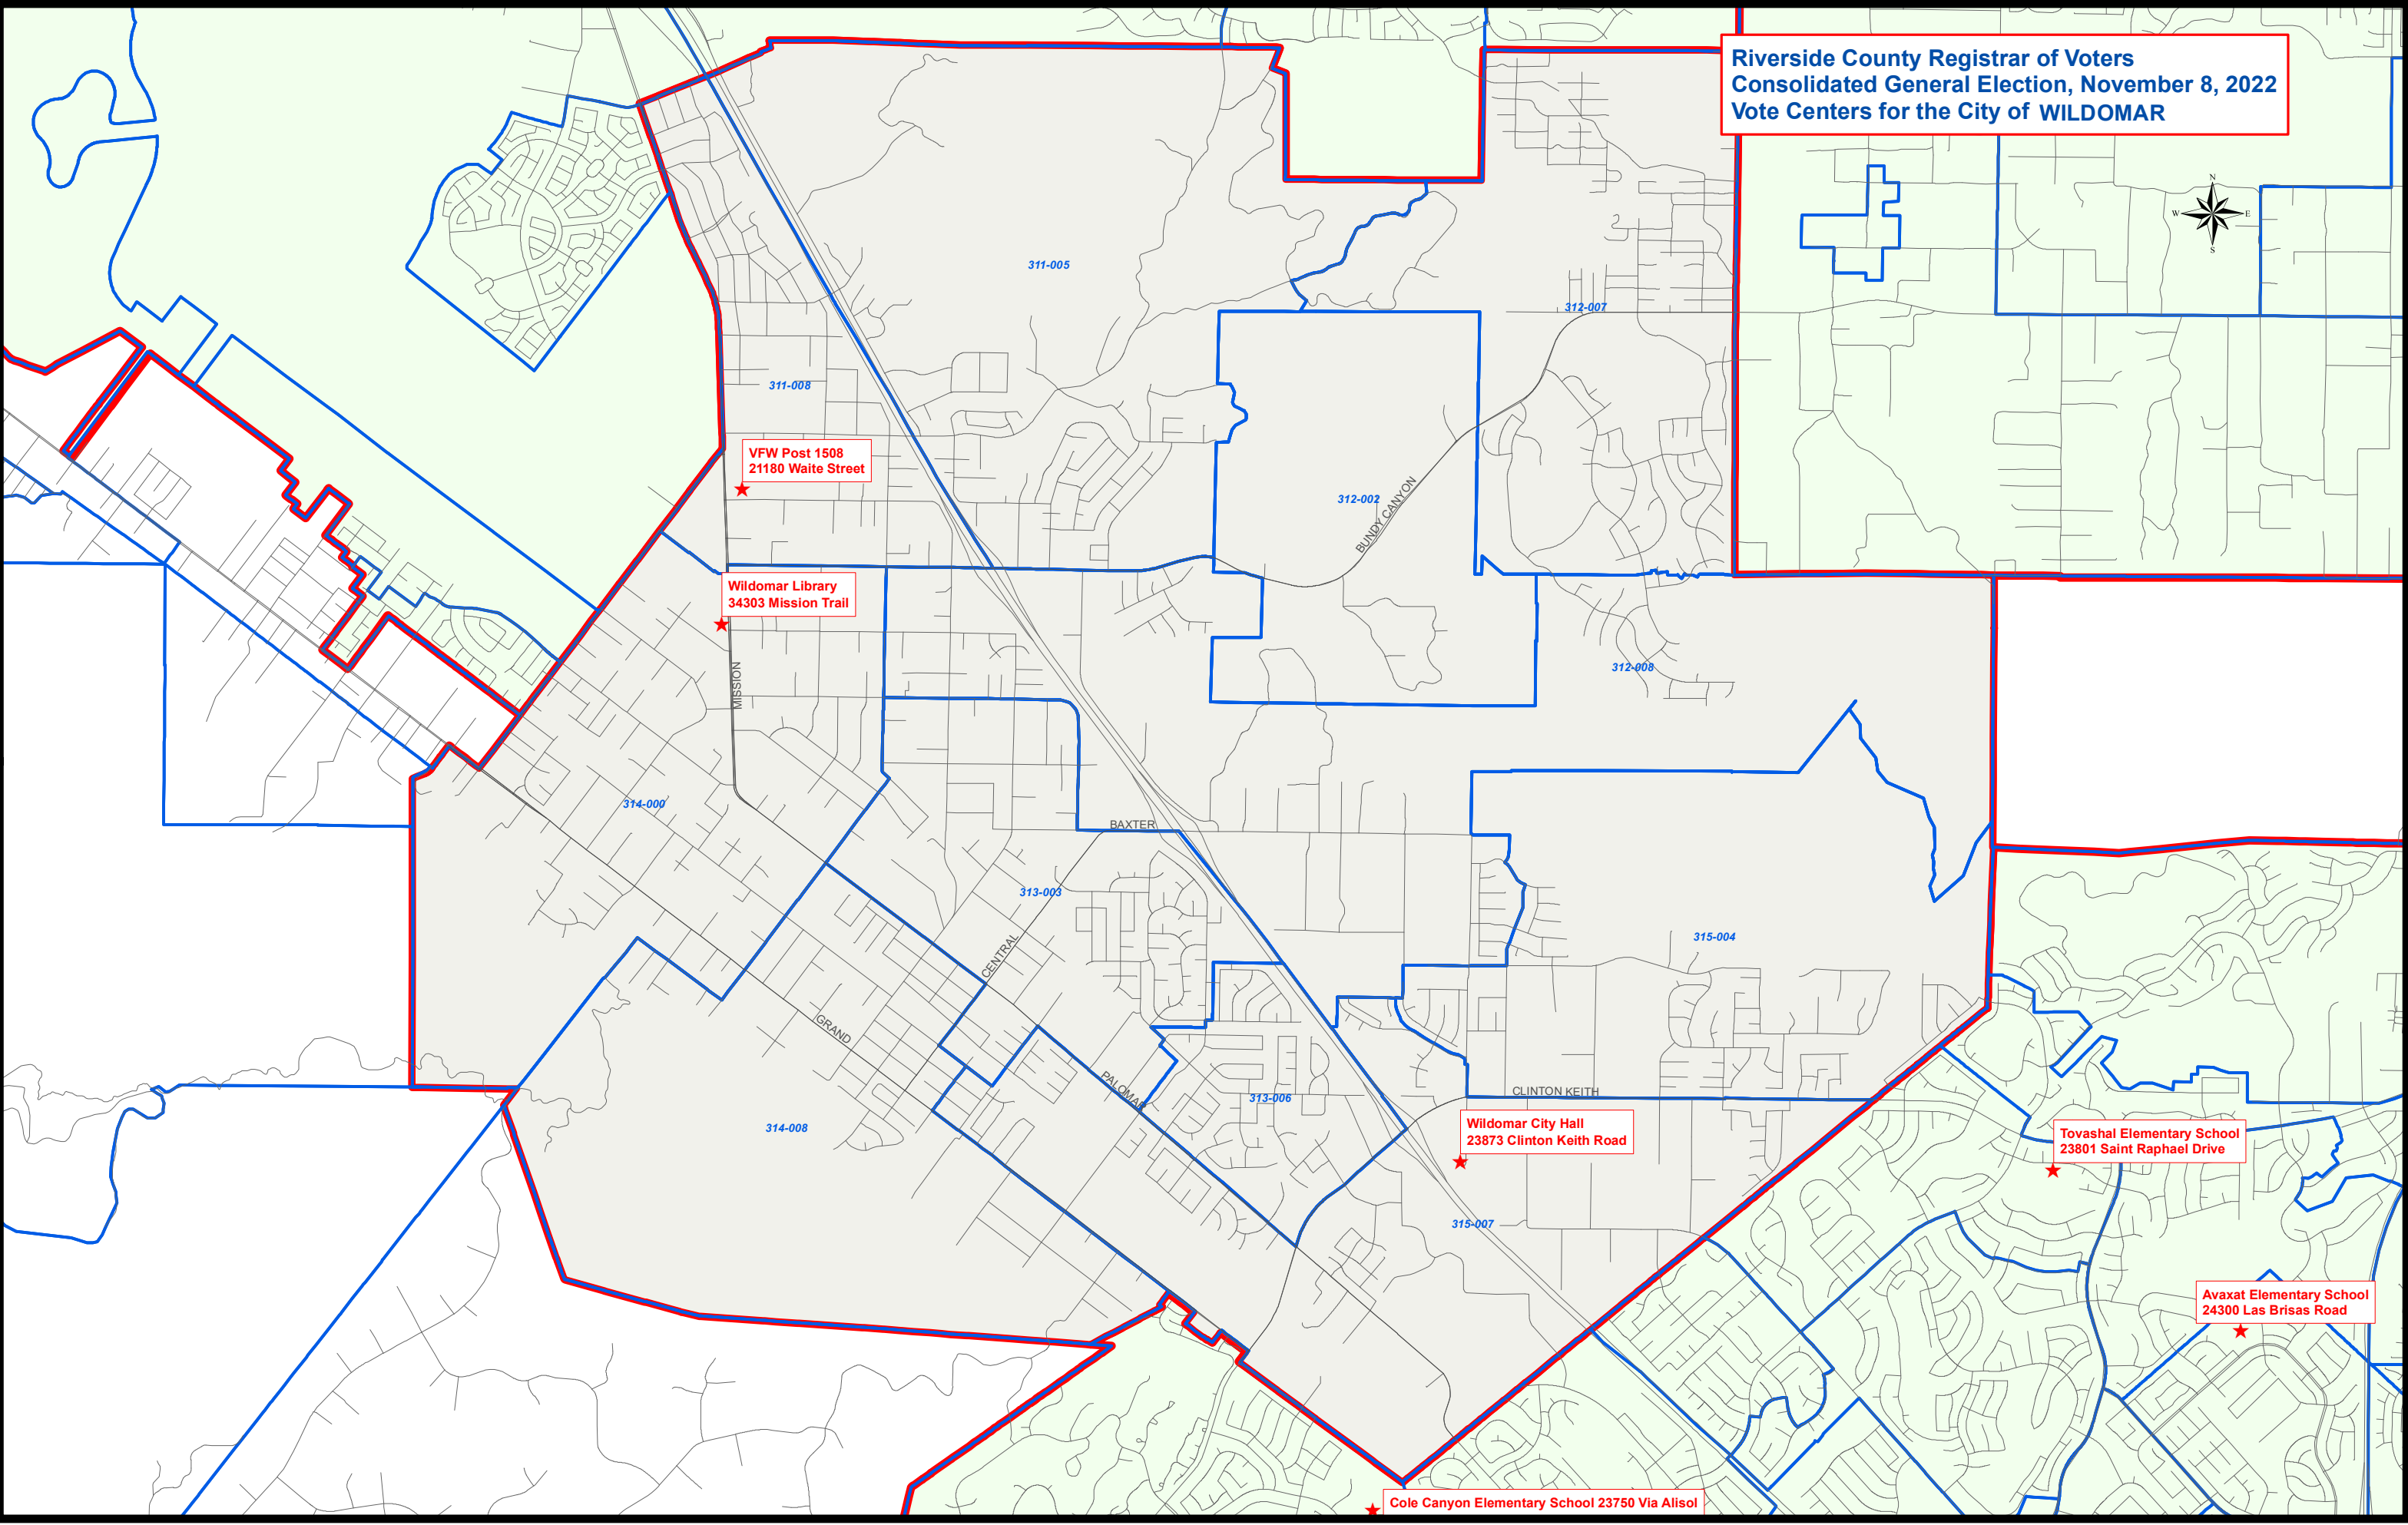 Riverside County Registrar of Voters
Consolidated General Election, November 8, 2022
Vote Centers for the City of WILDOMAR
N
W
E
S
311-005
312-007
311-008
VFW Post 1508
21180 Waite Street
312-002
BUNDY CANYON
Wildomar Library
34303 Mission Trail
MISSION
312-008
314-000
BAXTER
313-003
CENTRAL
315-004
GRAND
PALOMAR
313-006
CLINTON KEITH
314-008
Wildomar City Hall
23873 Clinton Keith Road
Tovashal Elementary School
23801 Saint Raphael Drive
315-007
Avaxat Elementary School
24300 Las Brisas Road
Cole Canyon Elementary School 23750 Via Alisol